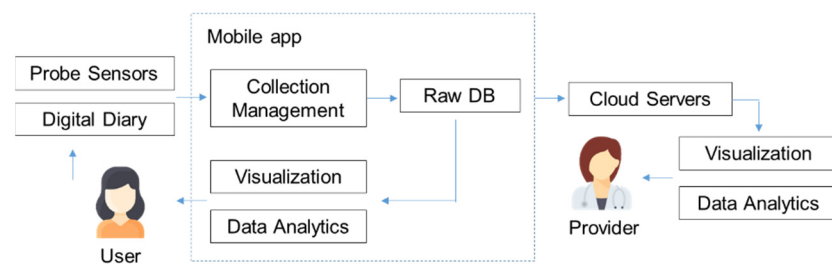 Mobile app
Probe Sensors
Digital Diary
User
Collection
Management
Raw DB
Visualization
Data Analytics
Cloud Servers
Provider
Visualization
Data Analytics